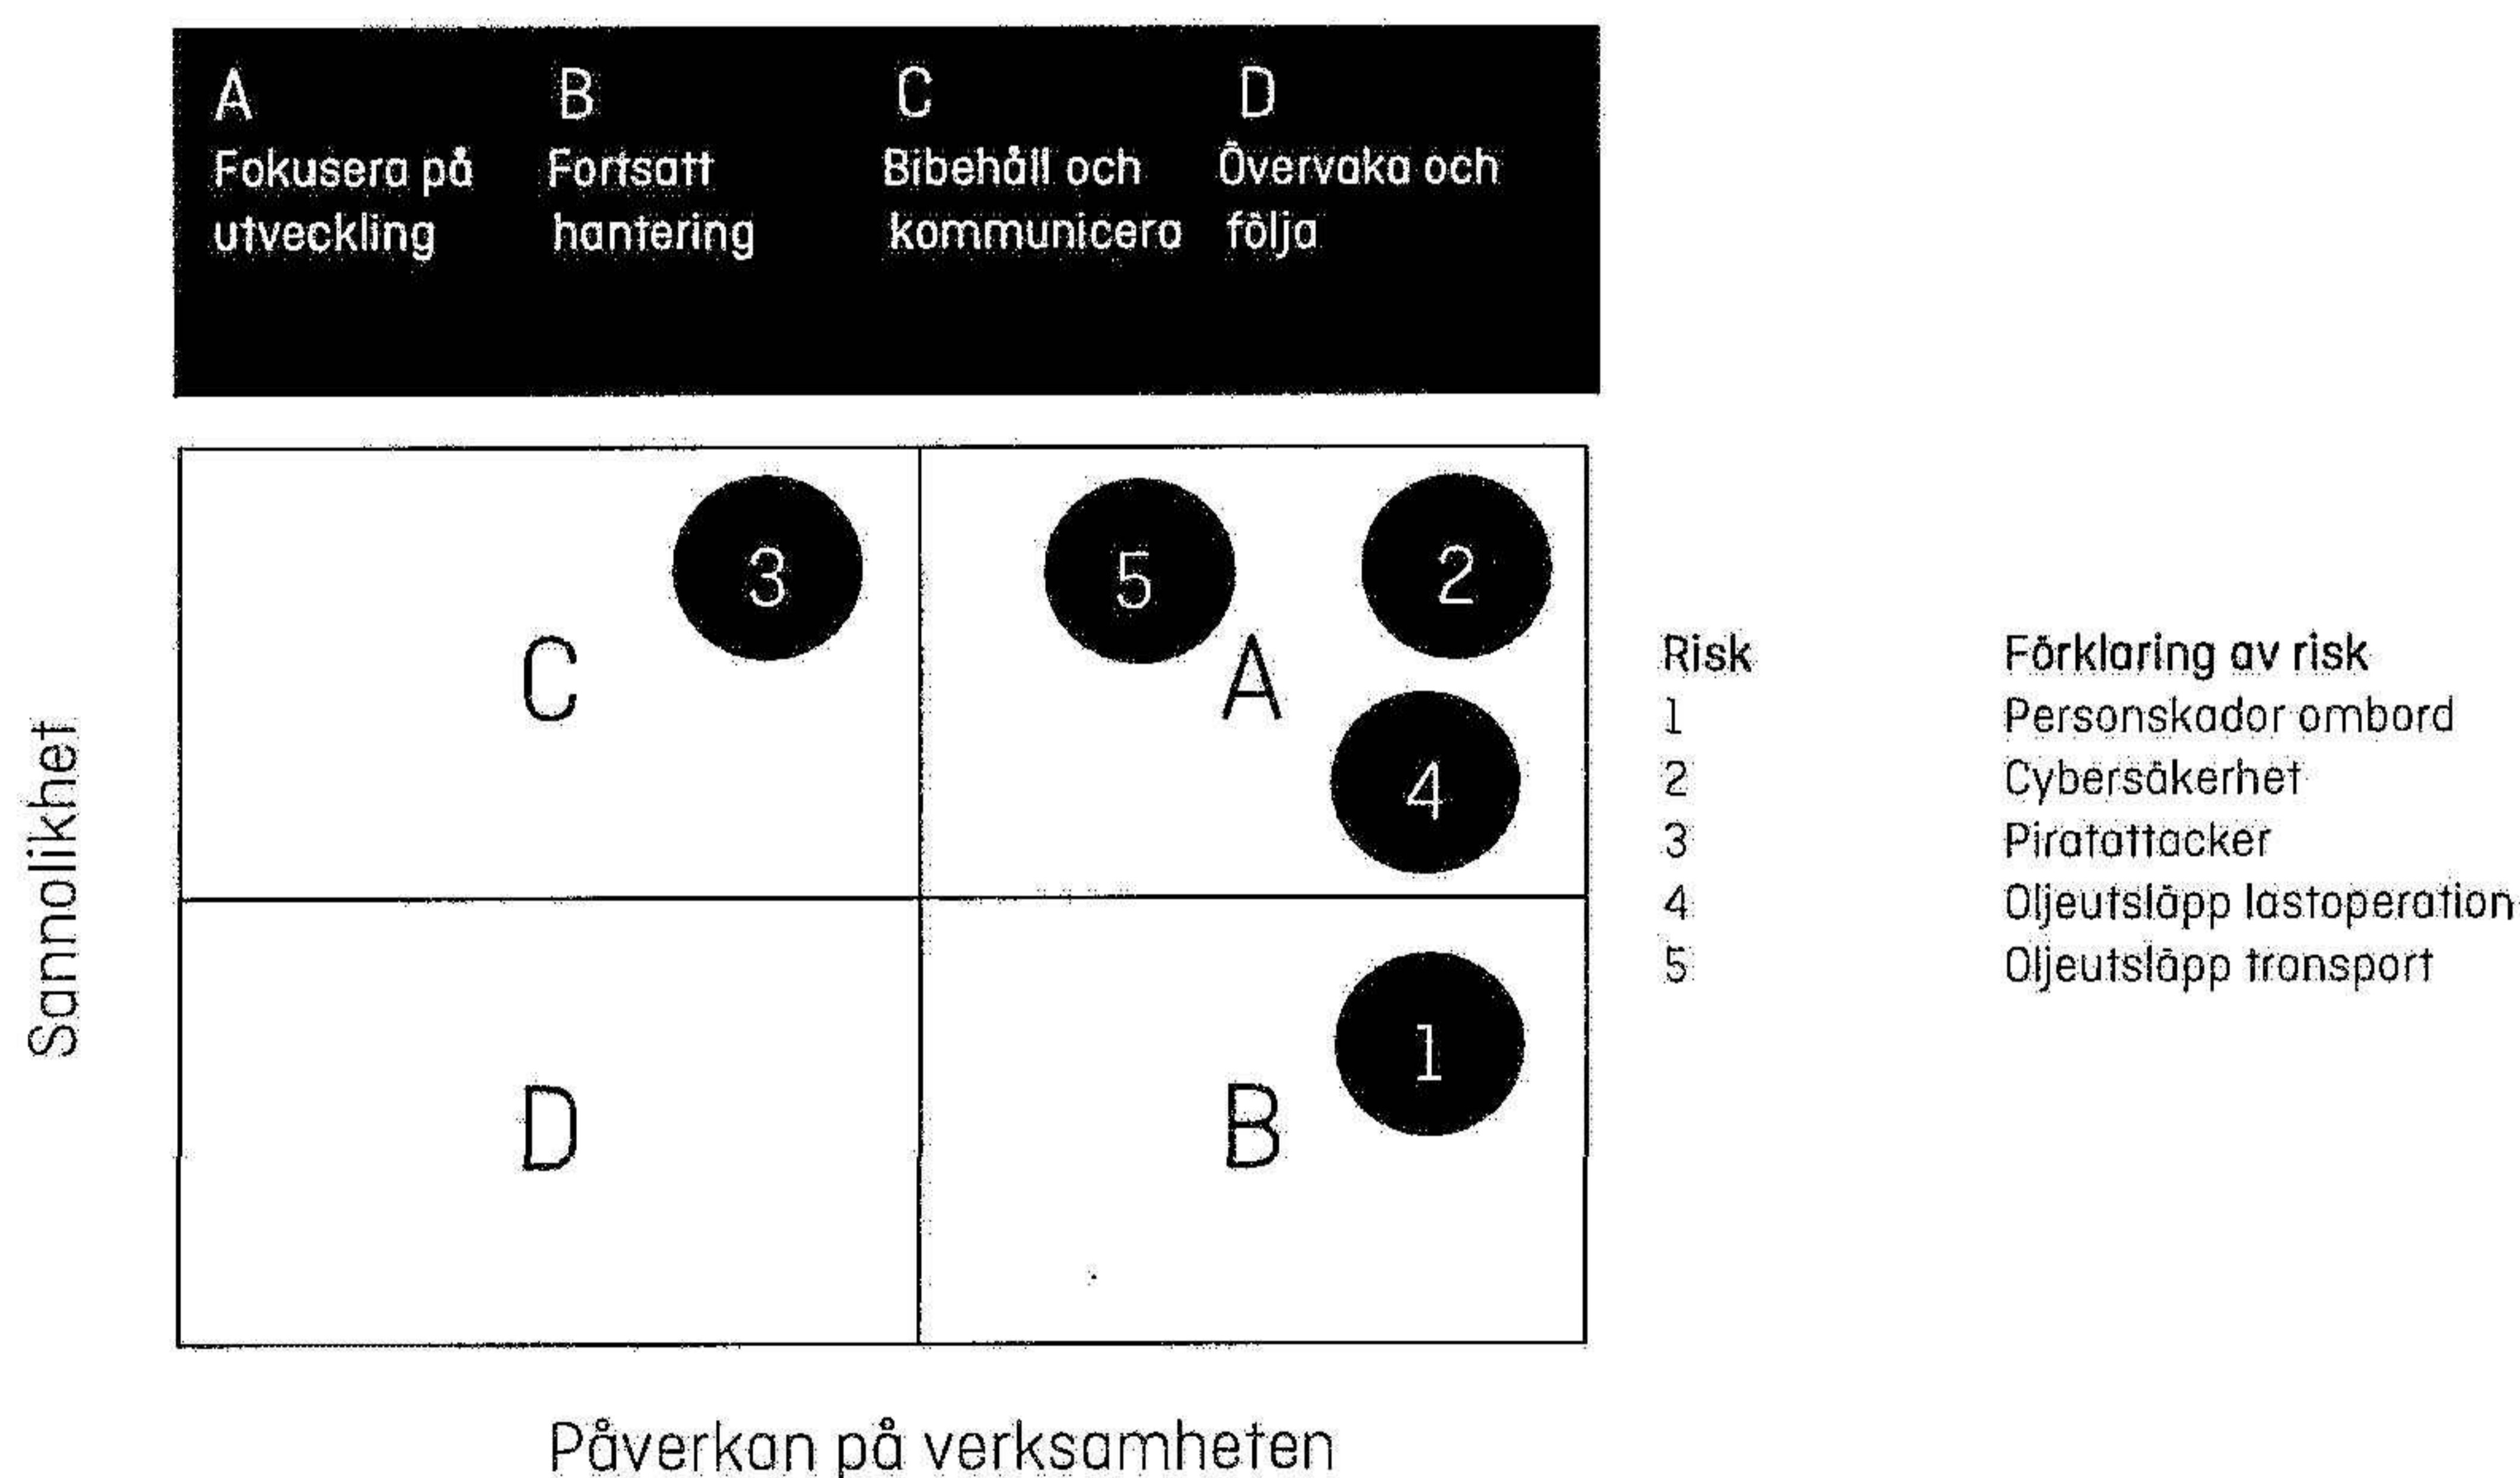 A B C D
Fokusera på Fortsatt Bibehåll och Övervaka och
utveckling hantering kommunicera följa
3 5 2
C A
4
1
D B
Sannolikhet
Påverkan på verksamheten
Risk Förklaring av risk
1 Personskador ombord
2 Cybersäkerhet
3 Piratattacker
4 Oljeutsläpp lastoperation
5 Oljeutsläpp transport